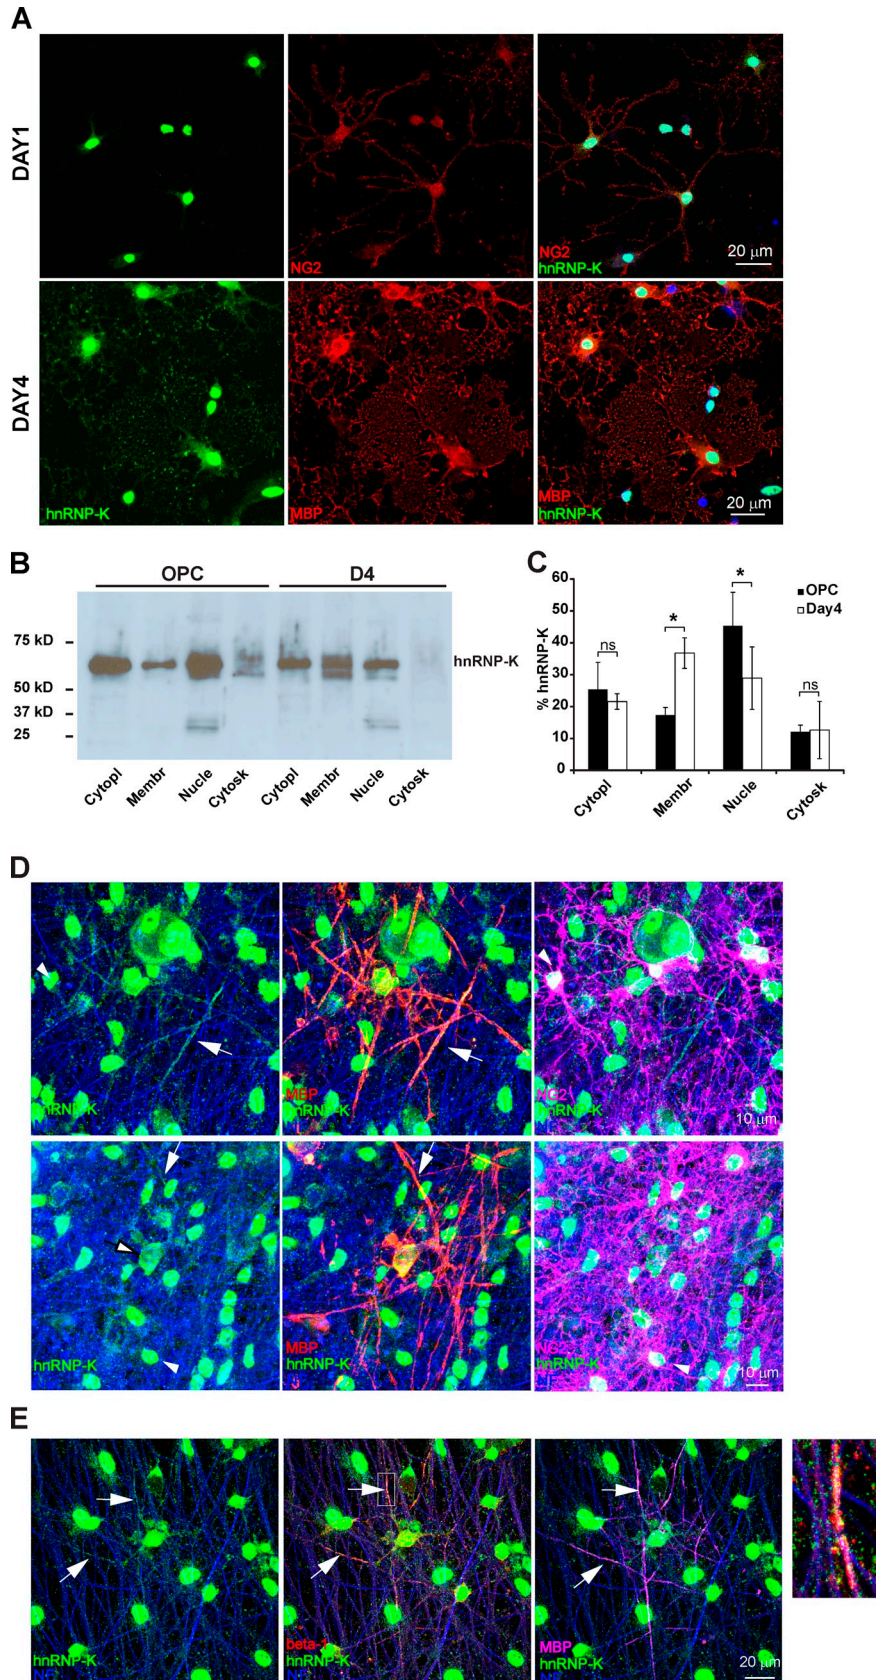 A
DAY1
NG2
NG2
hnRNP-K
20 µm
DAY4
hnRNP-K
MBP
MBP
hnRNP-K
20 µm
B
OPC
D4
75 kD
50 kD
37 kD
25
hnRNP-K
Cytopl
Membr
Nucle
Cytosk
Cytopl
Membr
Nucle
Cytosk
C
% hnRNP-K
60
50
40
30
20
10
0
ns
*
*
ns
OPC
Day4
Cytopl
Membr
Nucle
Cytosk
D
hnRNP-K
MBP
hnRNP-K
NG2
hnRNP-K
10 µm
hnRNP-K
MBP
hnRNP-K
NG2
hnRNP-K
10 µm
E
hnRNP-K
beta-1
hnRNP-K
MBP
hnRNP-K
20 µm